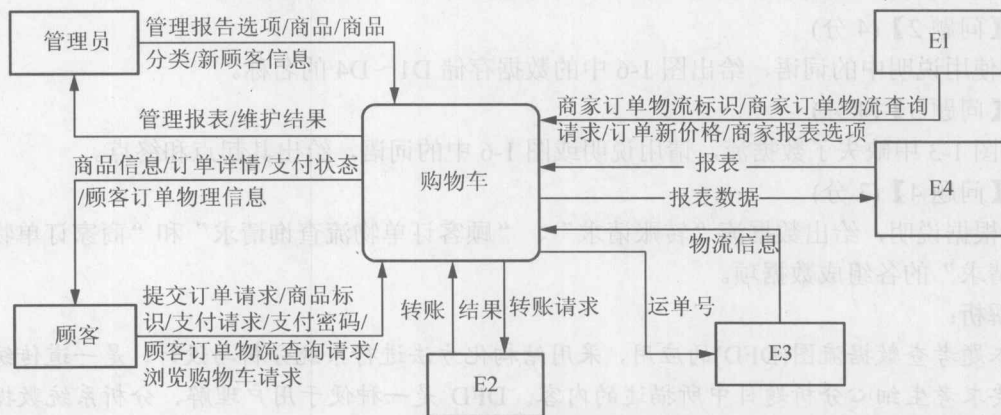 管理员
管理报告选项/商品/商品
分类/新顾客信息
E1
商家订单物流标识/商家订单物流查询
请求/订单新价格/商家报表选项
管理报表/维护结果
商品信息/订单详情/支付状态
/顾客订单物理信息
购物车
报表
报表数据
E4
物流信息
顾客
提交订单请求/商品标
识/支付请求/支付密码/
顾客订单物流查询请求/
浏览购物车请求
转账 结果 转账请求
运单号
E2
E3